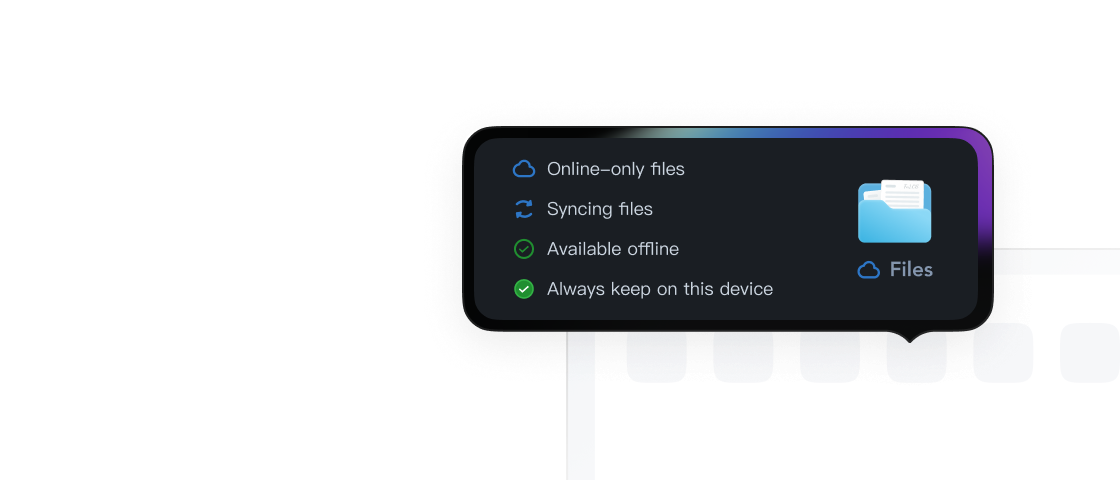 Online-only files
Syncing files
Available offline
Always keep on this device
Files